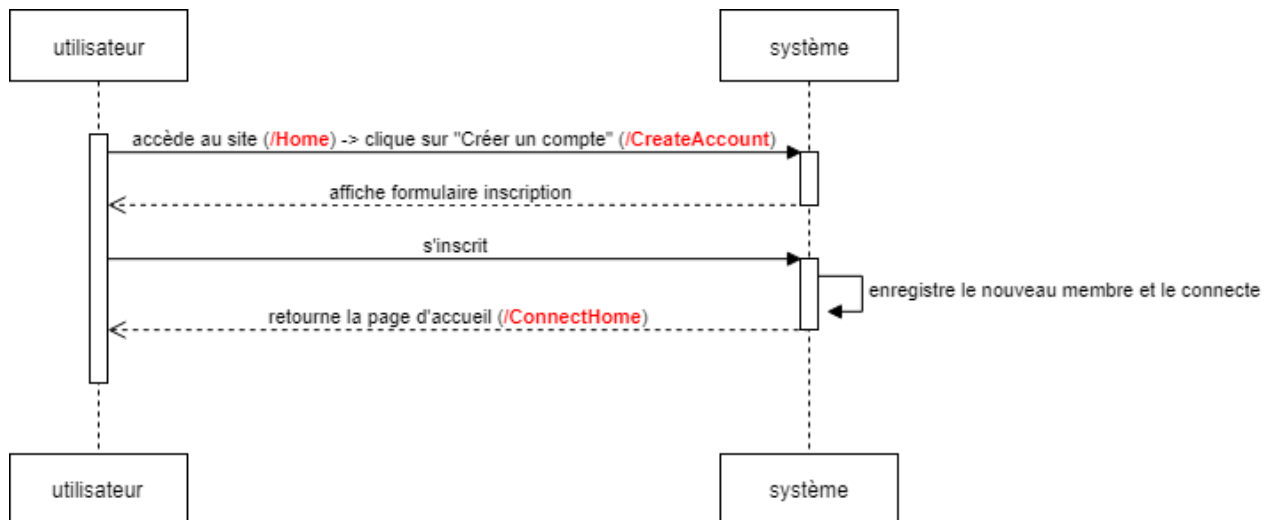 utilisateur
système
accède au site (/Home) -> clique sur "Créer un compte" (/CreateAccount)
affiche formulaire inscription
s'inscrit
enregistre le nouveau membre et le connecte
retourne la page d'accueil (/ConnectHome)
utilisateur
système